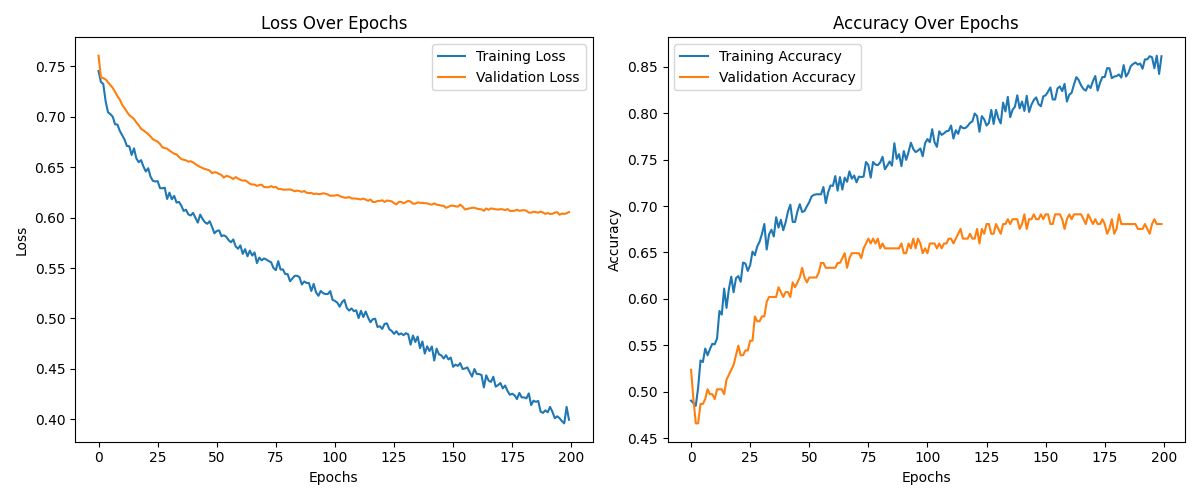 Loss Over Epochs
Training Loss
Validation Loss
Loss
0.75
0.70
0.65
0.60
0.55
0.50
0.45
0.40
0 25 50 75 100 125 150 175 200
Epochs
Accuracy Over Epochs
Training Accuracy
Validation Accuracy
Accuracy
0.85
0.80
0.75
0.70
0.65
0.60
0.55
0.50
0.45
0 25 50 75 100 125 150 175 200
Epochs